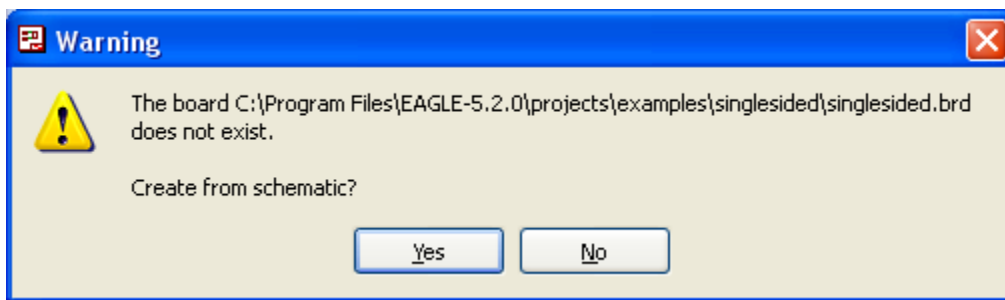 Warning
The board C:\Program Files\EAGLE-5.2.0\projects\examples\singlesided\singlesided.brd
does not exist.
Create from schematic?
Yes No